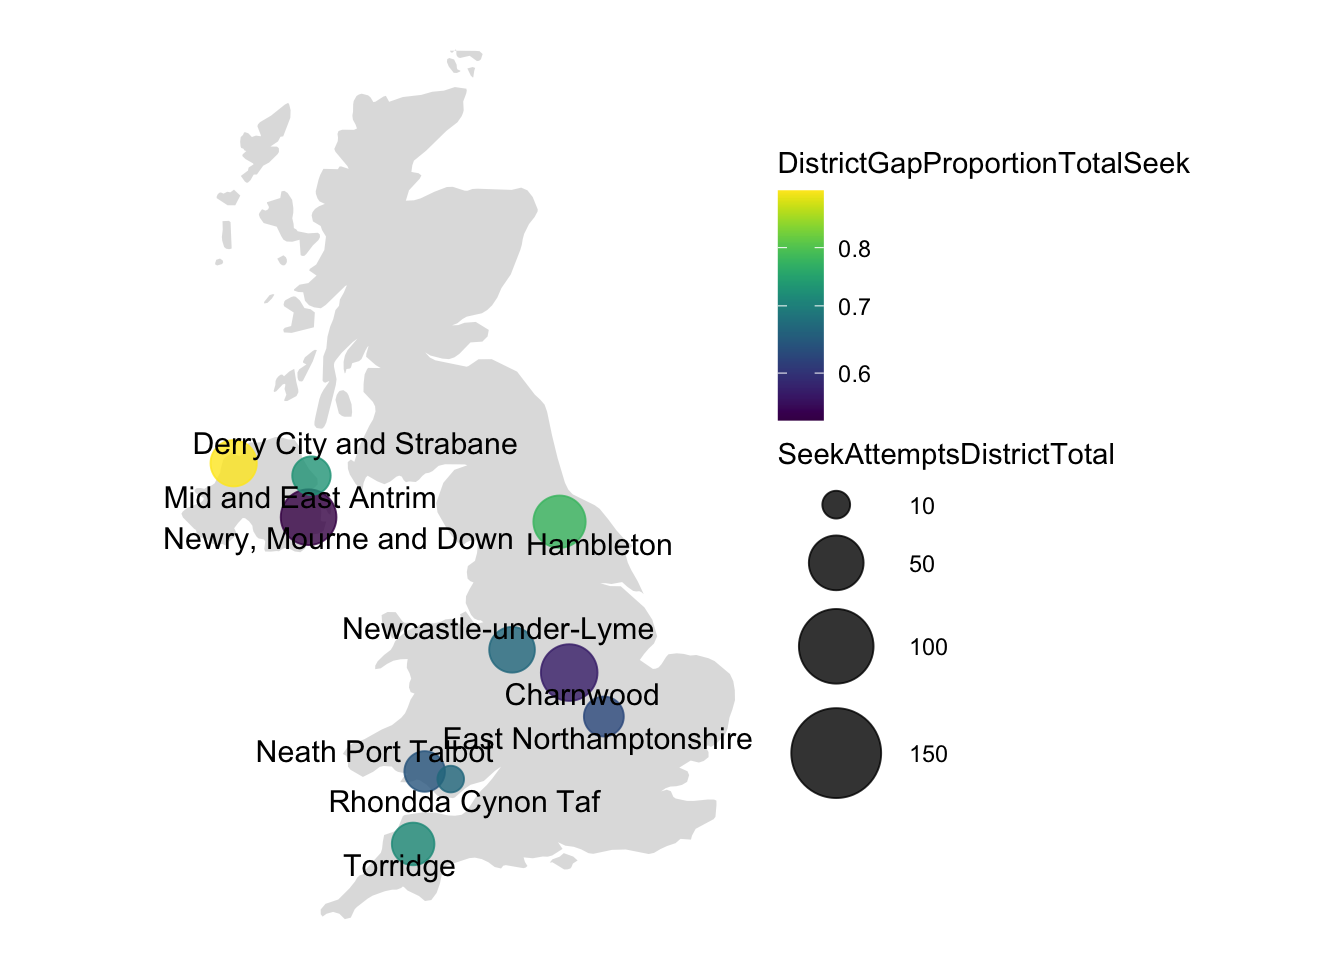 DistrictGapProportionTotalSeek
0.8
0.7
0.6
SeekAttemptsDistrictTotal
10
50
100
150
Derry City and Strabane
Mid and East Antrim
Newry, Mourne and Down
Hambleton
Newcastle-under-Lyme
Charnwood
East Northamptonshire
Neath Port Talbot
Rhondda Cynon Taf
Torridge